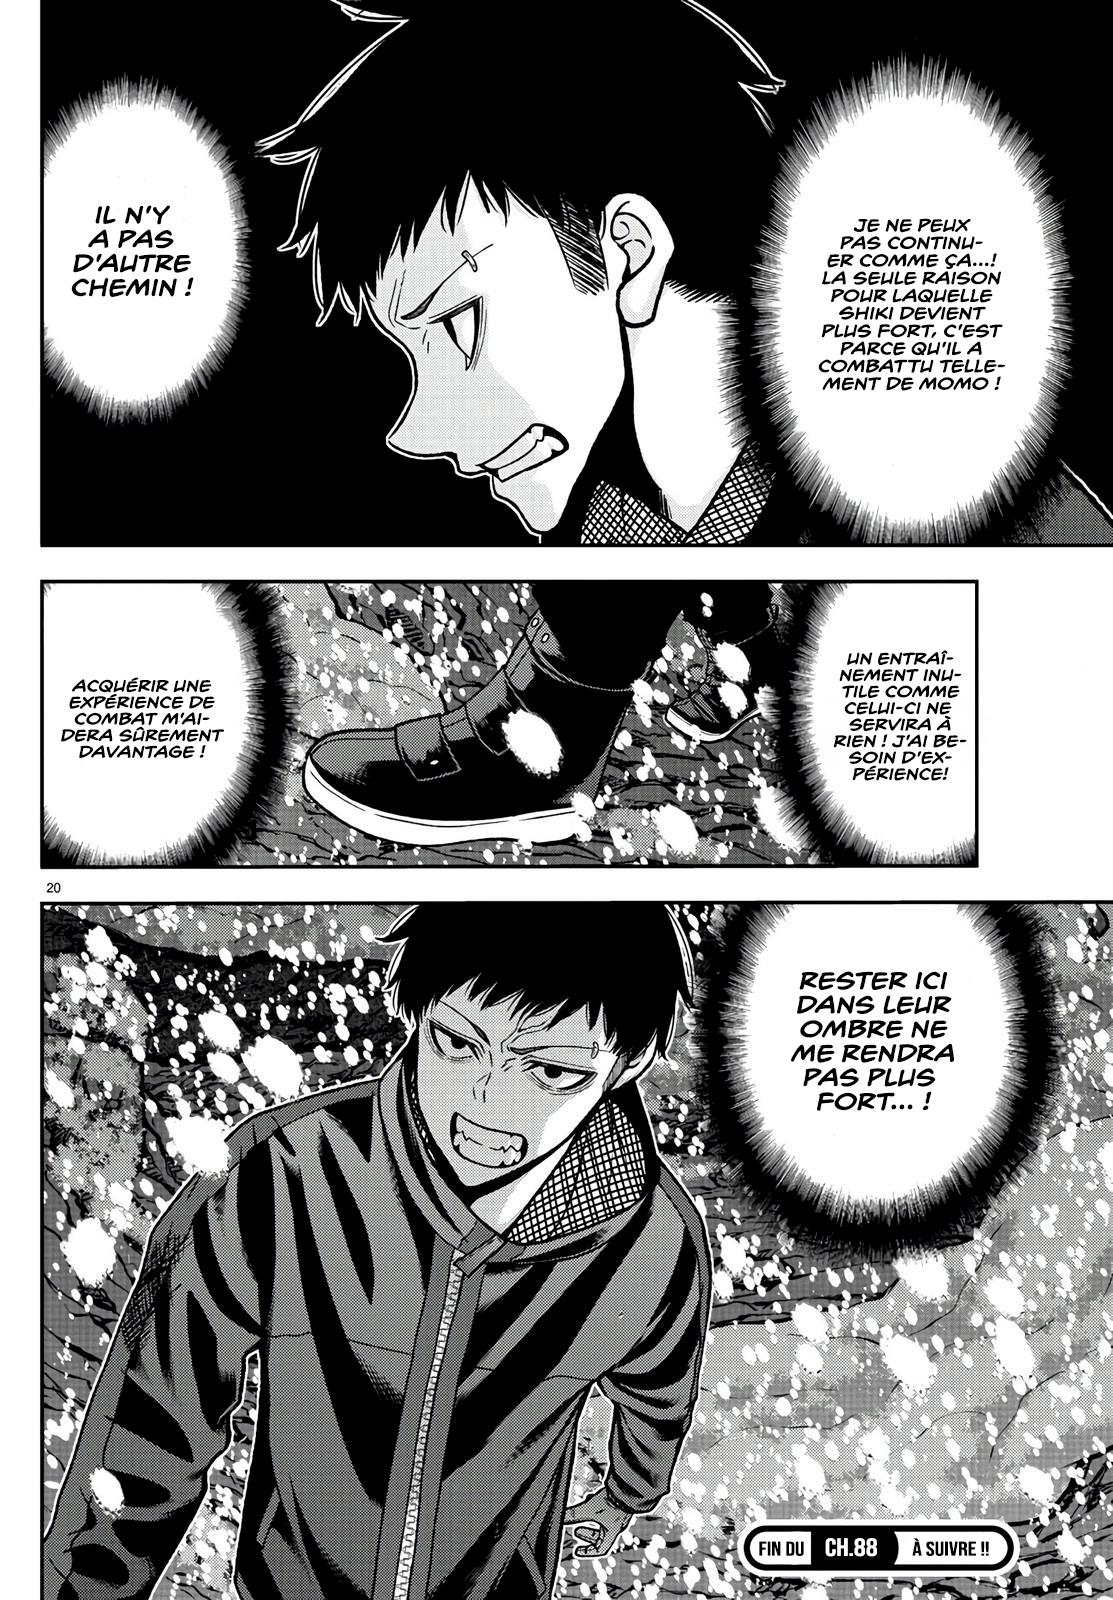 JE NE PEUX
PAS CONTINU-
ER COMME ÇA...!
LA SEULE RAISON
POUR LAQUELLE
SHIKI DEVIENT
PLUS FORT, C'EST
PARCE QU'IL A
COMBATTU TELLE-
MENT DE MOMO !
IL N'Y
A PAS
D'AUTRE
CHEMIN !
UN ENTRAÎ-
NEMENT INU-
TILE COMME
CELUI-CI NE
SERVIRA À
RIEN ! J'AI BE-
SOIN D'EX-
PÉRIENCE!
ACQUÉRIR UNE
EXPÉRIENCE DE
COMBAT M'AI-
DERA SÛREMENT
DAVANTAGE !
20
RESTER ICI
DANS LEUR
OMBRE NE
ME RENDRA
PAS PLUS
FORT... !
FIN DU CH.88 À SUIVRE !!